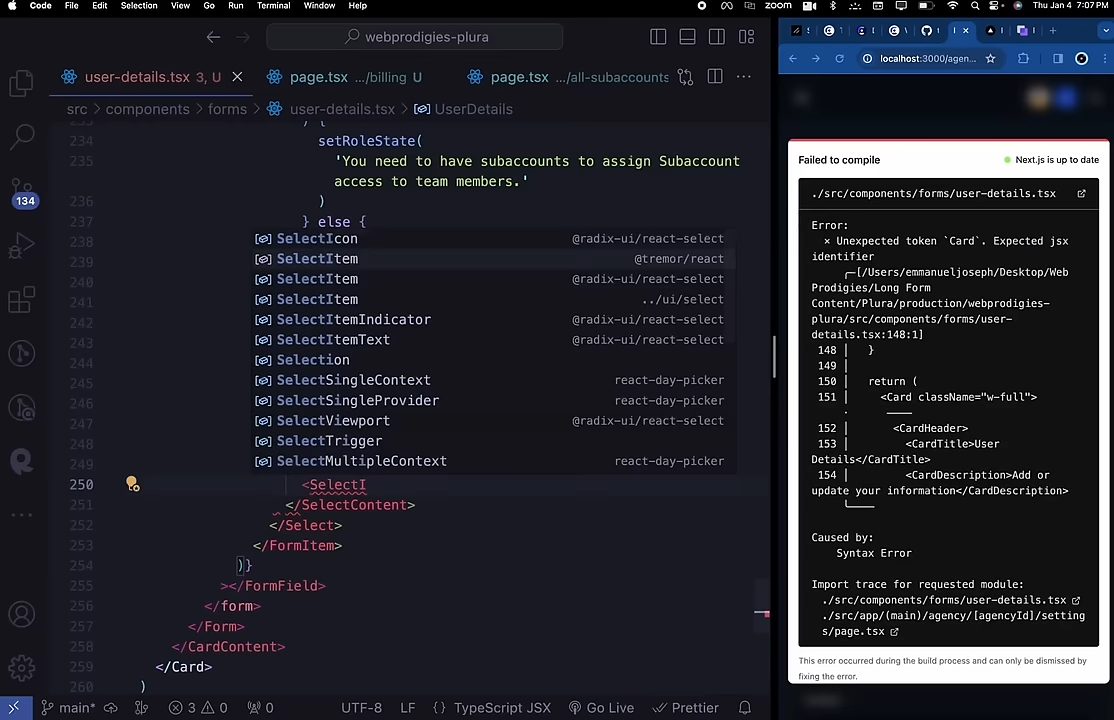 Code File Edit Selection View Go Run Terminal Window Help zoom Thu Jan 4 7:07 PM
webprodigies-plura
user-details.tsx 3, U page.tsx .../billing U page.tsx .../all-subaccounts
localhost:3000/agen...
src > components > forms > user-details.tsx > UserDetails
234 setRoleState(
235 'You need to have subaccounts to assign Subaccount
access to team members.'
236 )
237 } else {
238 SelectIcon @radix-ui/react-select
239 SelectItem @tremor/react
240 SelectItem @radix-ui/react-select
241 SelectItem ../ui/select
242 SelectItemIndicator @radix-ui/react-select
243 SelectItemText @radix-ui/react-select
244 Selection
245 SelectSingleContext react-day-picker
246 SelectSingleProvider react-day-picker
247 SelectViewport @radix-ui/react-select
248 SelectTrigger
249 SelectMultipleContext react-day-picker
250 <SelectI
251 </SelectContent>
252 </Select>
253 </FormItem>
254 )}
255 ></FormField>
256 </form>
257 </Form>
258 </CardContent>
259 </Card>
260 )
134
main* 3 0 0 UTF-8 LF {} TypeScript JSX Go Live Prettier
Failed to compile Next.js is up to date
./src/components/forms/user-details.tsx
Error:
× Unexpected token `Card`. Expected jsx
identifier
╭─[/Users/emmanueljoseph/Desktop/Web
Prodigies/Long Form
Content/Plura/production/webprodigies-
plura/src/components/forms/user-
details.tsx:148:1]
148 │ }
149 │
150 │ return (
151 │ <Card className="w-full">
· ────
152 │ <CardHeader>
153 │ <CardTitle>User
Details</CardTitle>
154 │ <CardDescription>Add or
update your information</CardDescription>
╰────
Caused by:
Syntax Error
Import trace for requested module:
./src/components/forms/user-details.tsx
./src/app/(main)/agency/[agencyId]/setting
s/page.tsx
This error occurred during the build process and can only be dismissed by
fixing the error.